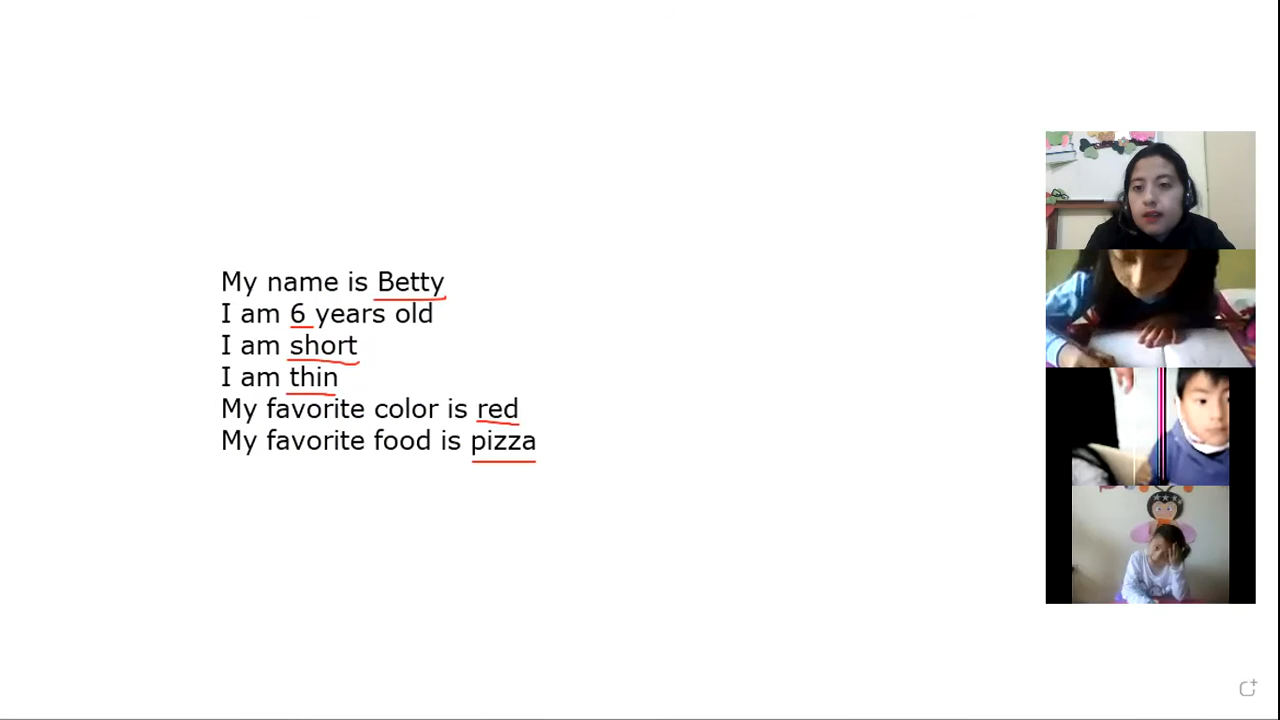 My name is Betty
I am 6 years old
I am short
I am thin
My favorite color is red
My favorite food is pizza